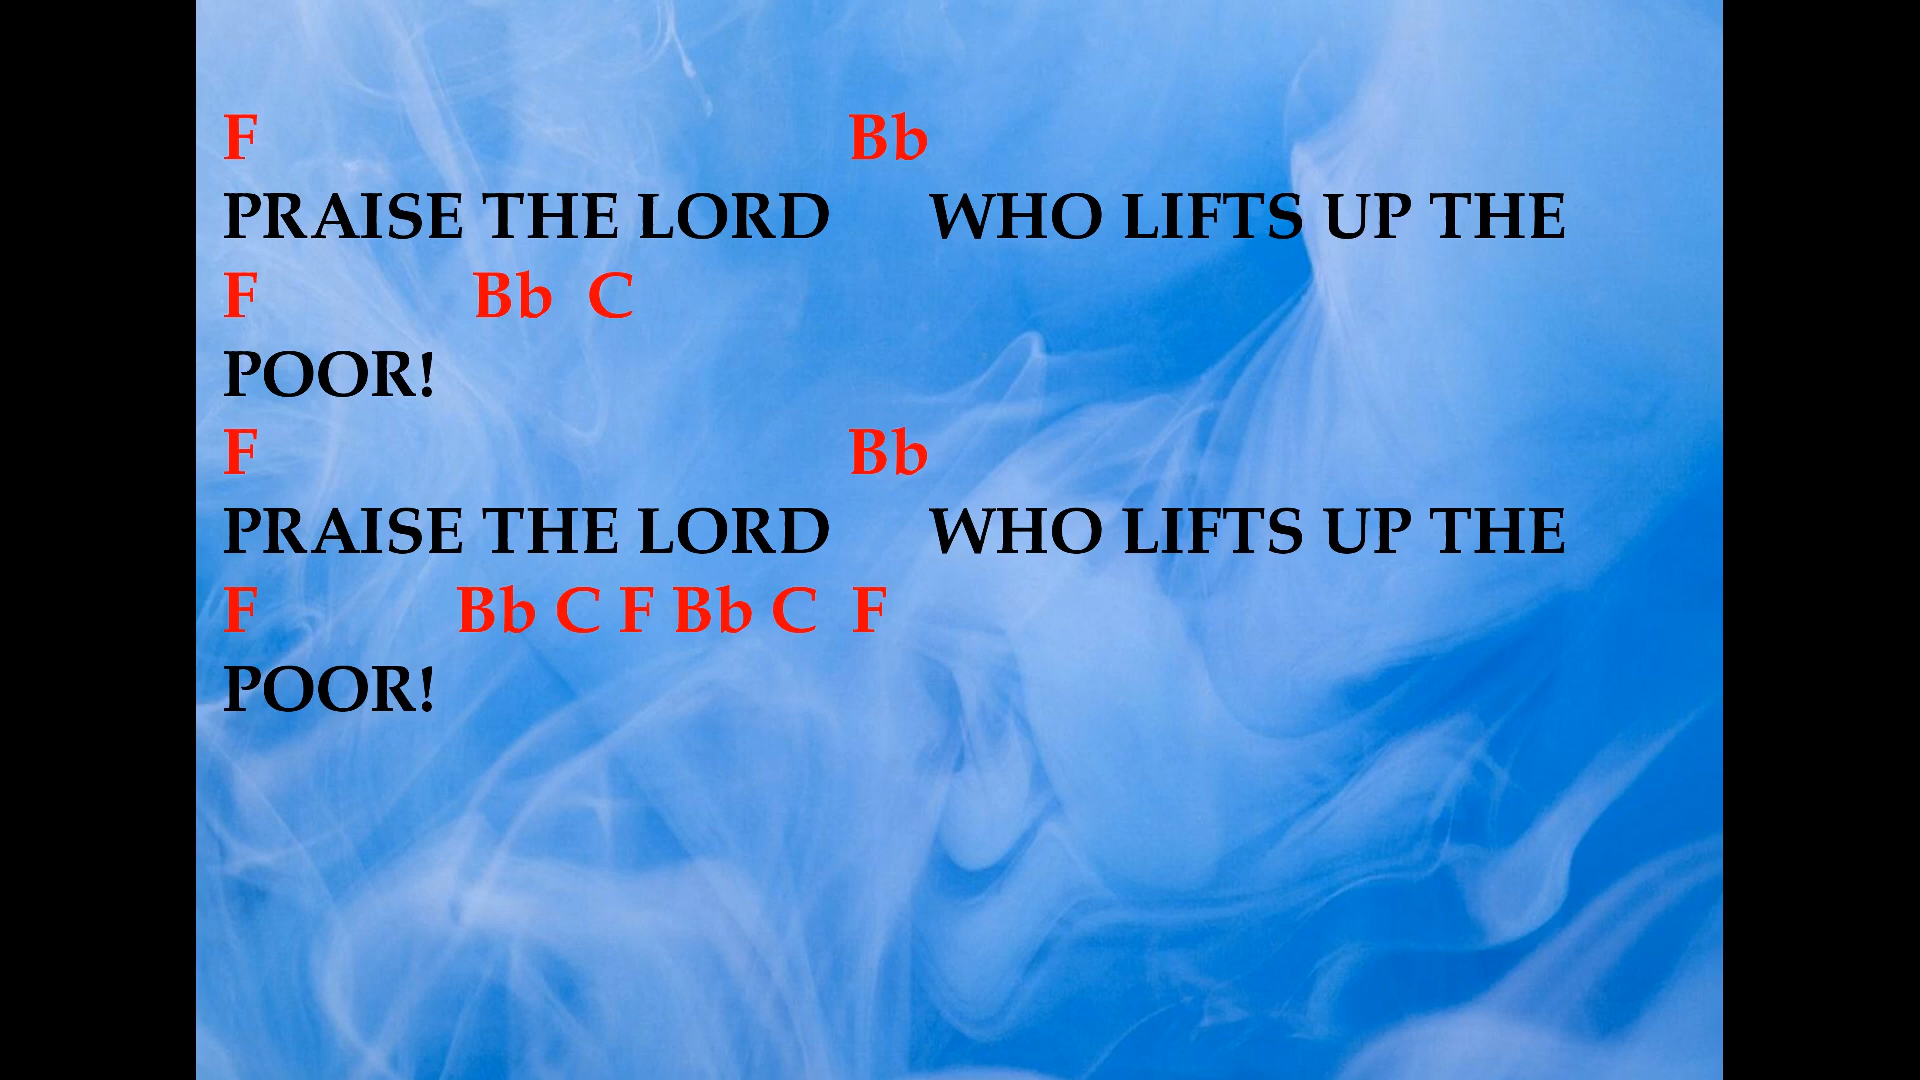 F Bb
PRAISE THE LORD WHO LIFTS UP THE
F Bb C
POOR!
F Bb
PRAISE THE LORD WHO LIFTS UP THE
F Bb C F Bb C F
POOR!